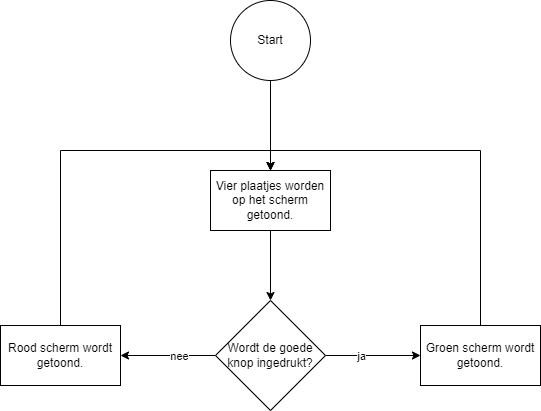 Start
Vier plaatjes worden
op het scherm
getoond.
Rood scherm wordt
getoond.
nee
Wordt de goede
knop ingedrukt?
ja
Groen scherm wordt
getoond.